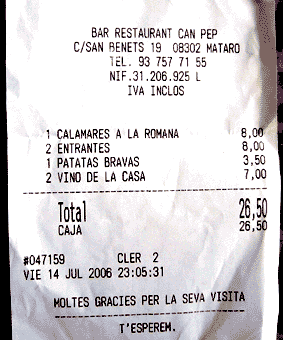 BAR RESTAURANT CAN PEP
C/SAN BENETS 19 08302 MATARO
TEL. 93 757 71 55
NIF.31.206.925 L
IVA INCLOS
1 CALAMARES A LA ROMANA 8,00
2 ENTRANTES 8,00
1 PATATAS BRAVAS 3,50
2 VINO DE LA CASA 7,00
Total 26,50
CAJA 26,50
#047159 CLER 2
VIE 14 JUL 2006 23:05:31
MOLTES GRACIES PER LA SEVA VISITA
T'ESPEREM.